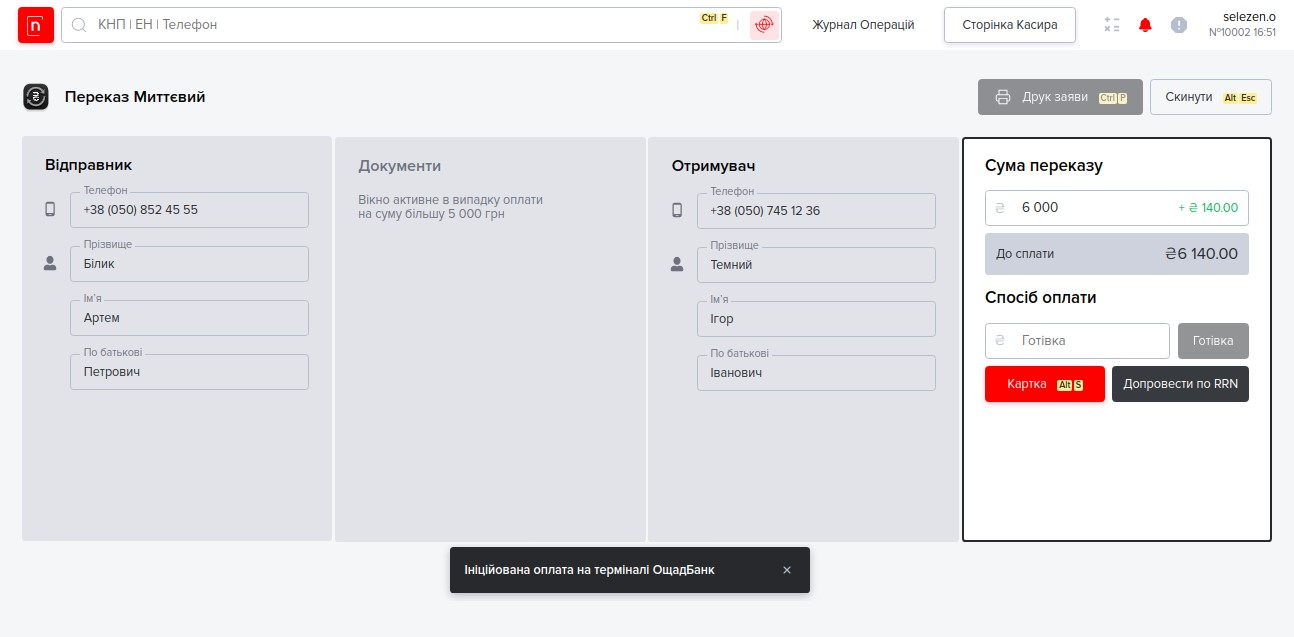 n
КНП | ЕН | Телефон
Ctrl F
Журнал Операцій
Сторінка Касира
selezen.o
№10002 16:51
Переказ Миттєвий
Друк заяви Ctrl P
Скинути Alt Esc
Відправник
Телефон
+38 (050) 852 45 55
Прізвище
Білик
Ім'я
Артем
По батькові
Петрович
Документи
Вікно активне в випадку оплати
на суму більшу 5 000 грн
Отримувач
Телефон
+38 (050) 745 12 36
Прізвище
Темний
Ім'я
Ігор
По батькові
Іванович
Сума переказу
₴ 6 000 + ₴ 140.00
До сплати ₴6 140.00
Спосіб оплати
₴ Готівка Готівка
Картка Alt S Допровести по RRN
Ініційована оплата на терміналі ОщадБанк ×